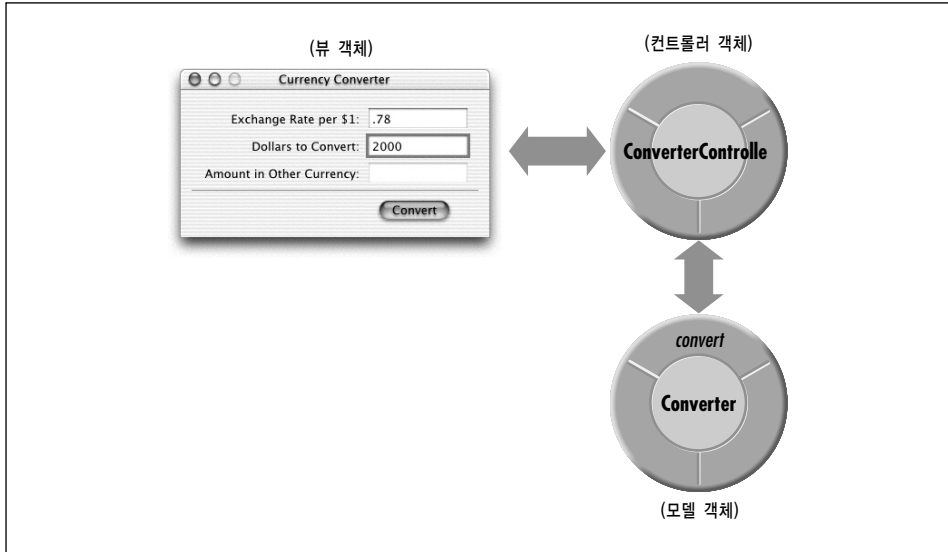 (뷰 객체)
Currency Converter
Exchange Rate per $1: .78
Dollars to Convert: 2000
Amount in Other Currency:
Convert
(컨트롤러 객체)
ConverterControlle
convert
Converter
(모델 객체)